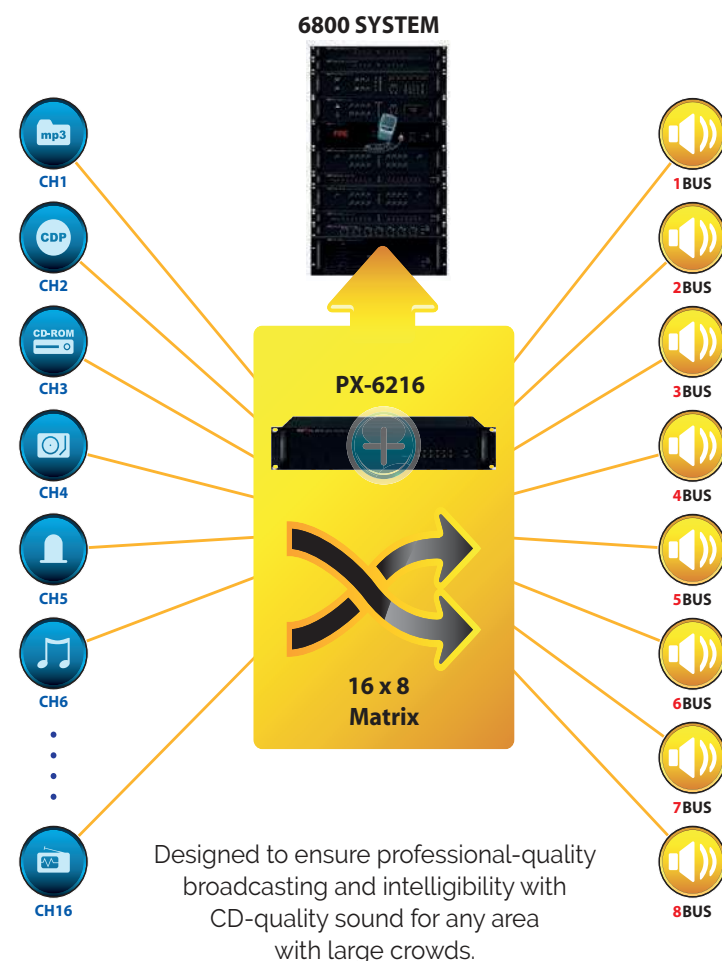 6800 SYSTEM
FIRE
mp3
CH1
CDP
CH2
CD-ROM
CH3
CH4
CH5
CH6
CH16
PX-6216
16 x 8
Matrix
1BUS
2BUS
3BUS
4BUS
5BUS
6BUS
7BUS
8BUS
Designed to ensure professional-quality
broadcasting and intelligibility with
CD-quality sound for any area
with large crowds.